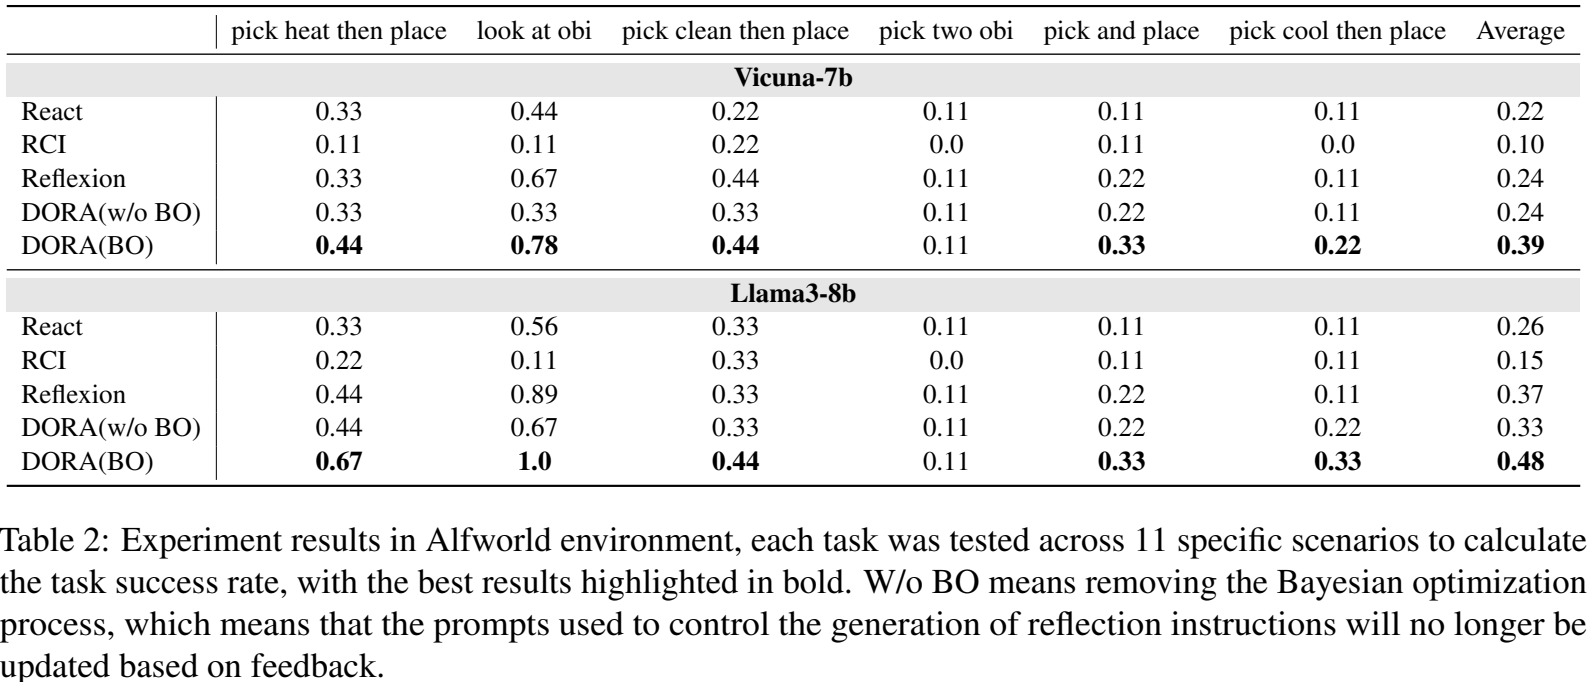 pick heat then place look at obi pick clean then place pick two obi pick and place pick cool then place Average
Vicuna-7b
React 0.33 0.44 0.22 0.11 0.11 0.11 0.22
RCI 0.11 0.11 0.22 0.0 0.11 0.0 0.10
Reflexion 0.33 0.67 0.44 0.11 0.22 0.11 0.24
DORA(w/o BO) 0.33 0.33 0.33 0.11 0.22 0.11 0.24
DORA(BO) 0.44 0.78 0.44 0.11 0.33 0.22 0.39
Llama3-8b
React 0.33 0.56 0.33 0.11 0.11 0.11 0.26
RCI 0.22 0.11 0.33 0.0 0.11 0.11 0.15
Reflexion 0.44 0.89 0.33 0.11 0.22 0.11 0.37
DORA(w/o BO) 0.44 0.67 0.33 0.11 0.22 0.22 0.33
DORA(BO) 0.67 1.0 0.44 0.11 0.33 0.33 0.48
Table 2: Experiment results in Alfworld environment, each task was tested across 11 specific scenarios to calculate
the task success rate, with the best results highlighted in bold. W/o BO means removing the Bayesian optimization
process, which means that the prompts used to control the generation of reflection instructions will no longer be
updated based on feedback.